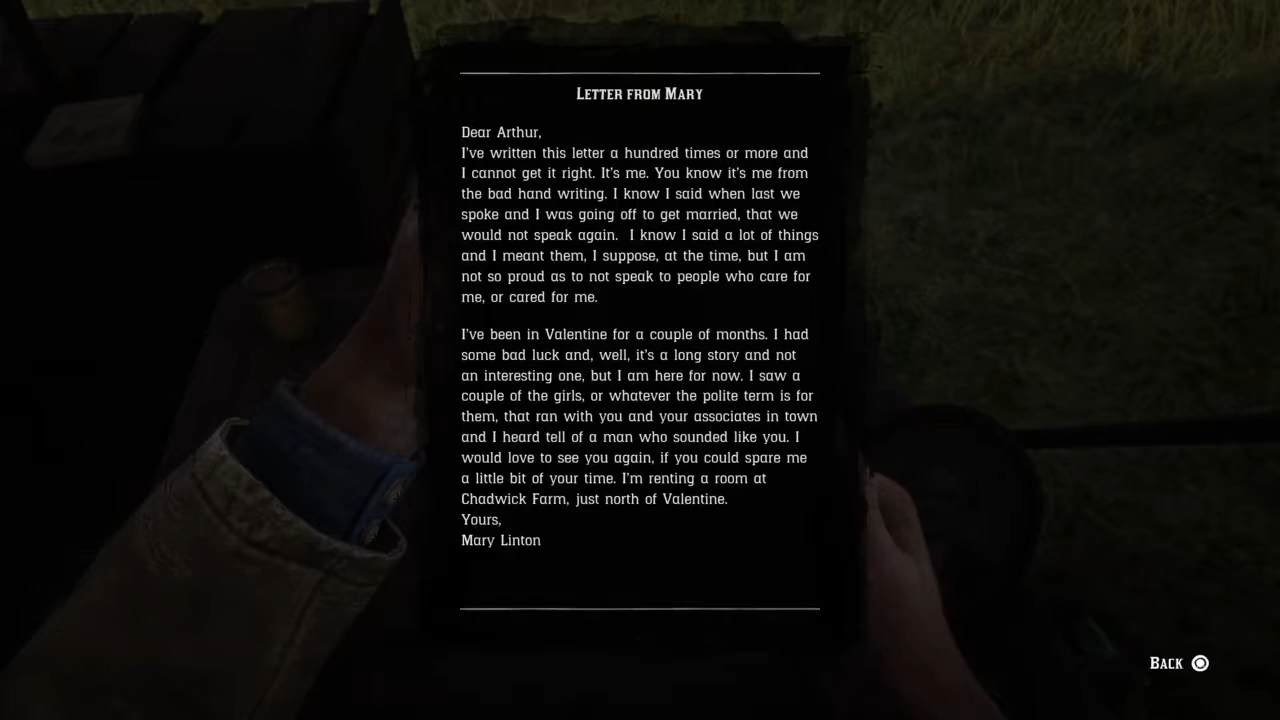 Letter from Mary
Dear Arthur,
I've written this letter a hundred times or more and
I cannot get it right. It's me. You know it's me from
the bad hand writing. I know I said when last we
spoke and I was going off to get married, that we
would not speak again.  I know I said a lot of things
and I meant them, I suppose, at the time, but I am
not so proud as to not speak to people who care for
me, or cared for me.
I've been in Valentine for a couple of months. I had
some bad luck and, well, it's a long story and not
an interesting one, but I am here for now. I saw a
couple of the girls, or whatever the polite term is for
them, that ran with you and your associates in town
and I heard tell of a man who sounded like you. I
would love to see you again, if you could spare me
a little bit of your time. I'm renting a room at
Chadwick Farm, just north of Valentine.
Yours,
Mary Linton
Back